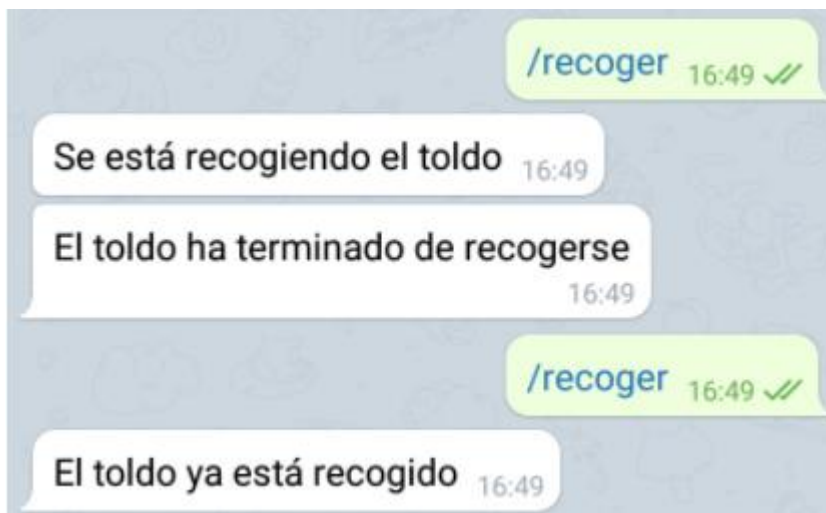 /recoger 16:49
Se está recogiendo el toldo 16:49
El toldo ha terminado de recogerse
16:49
/recoger 16:49
El toldo ya está recogido 16:49